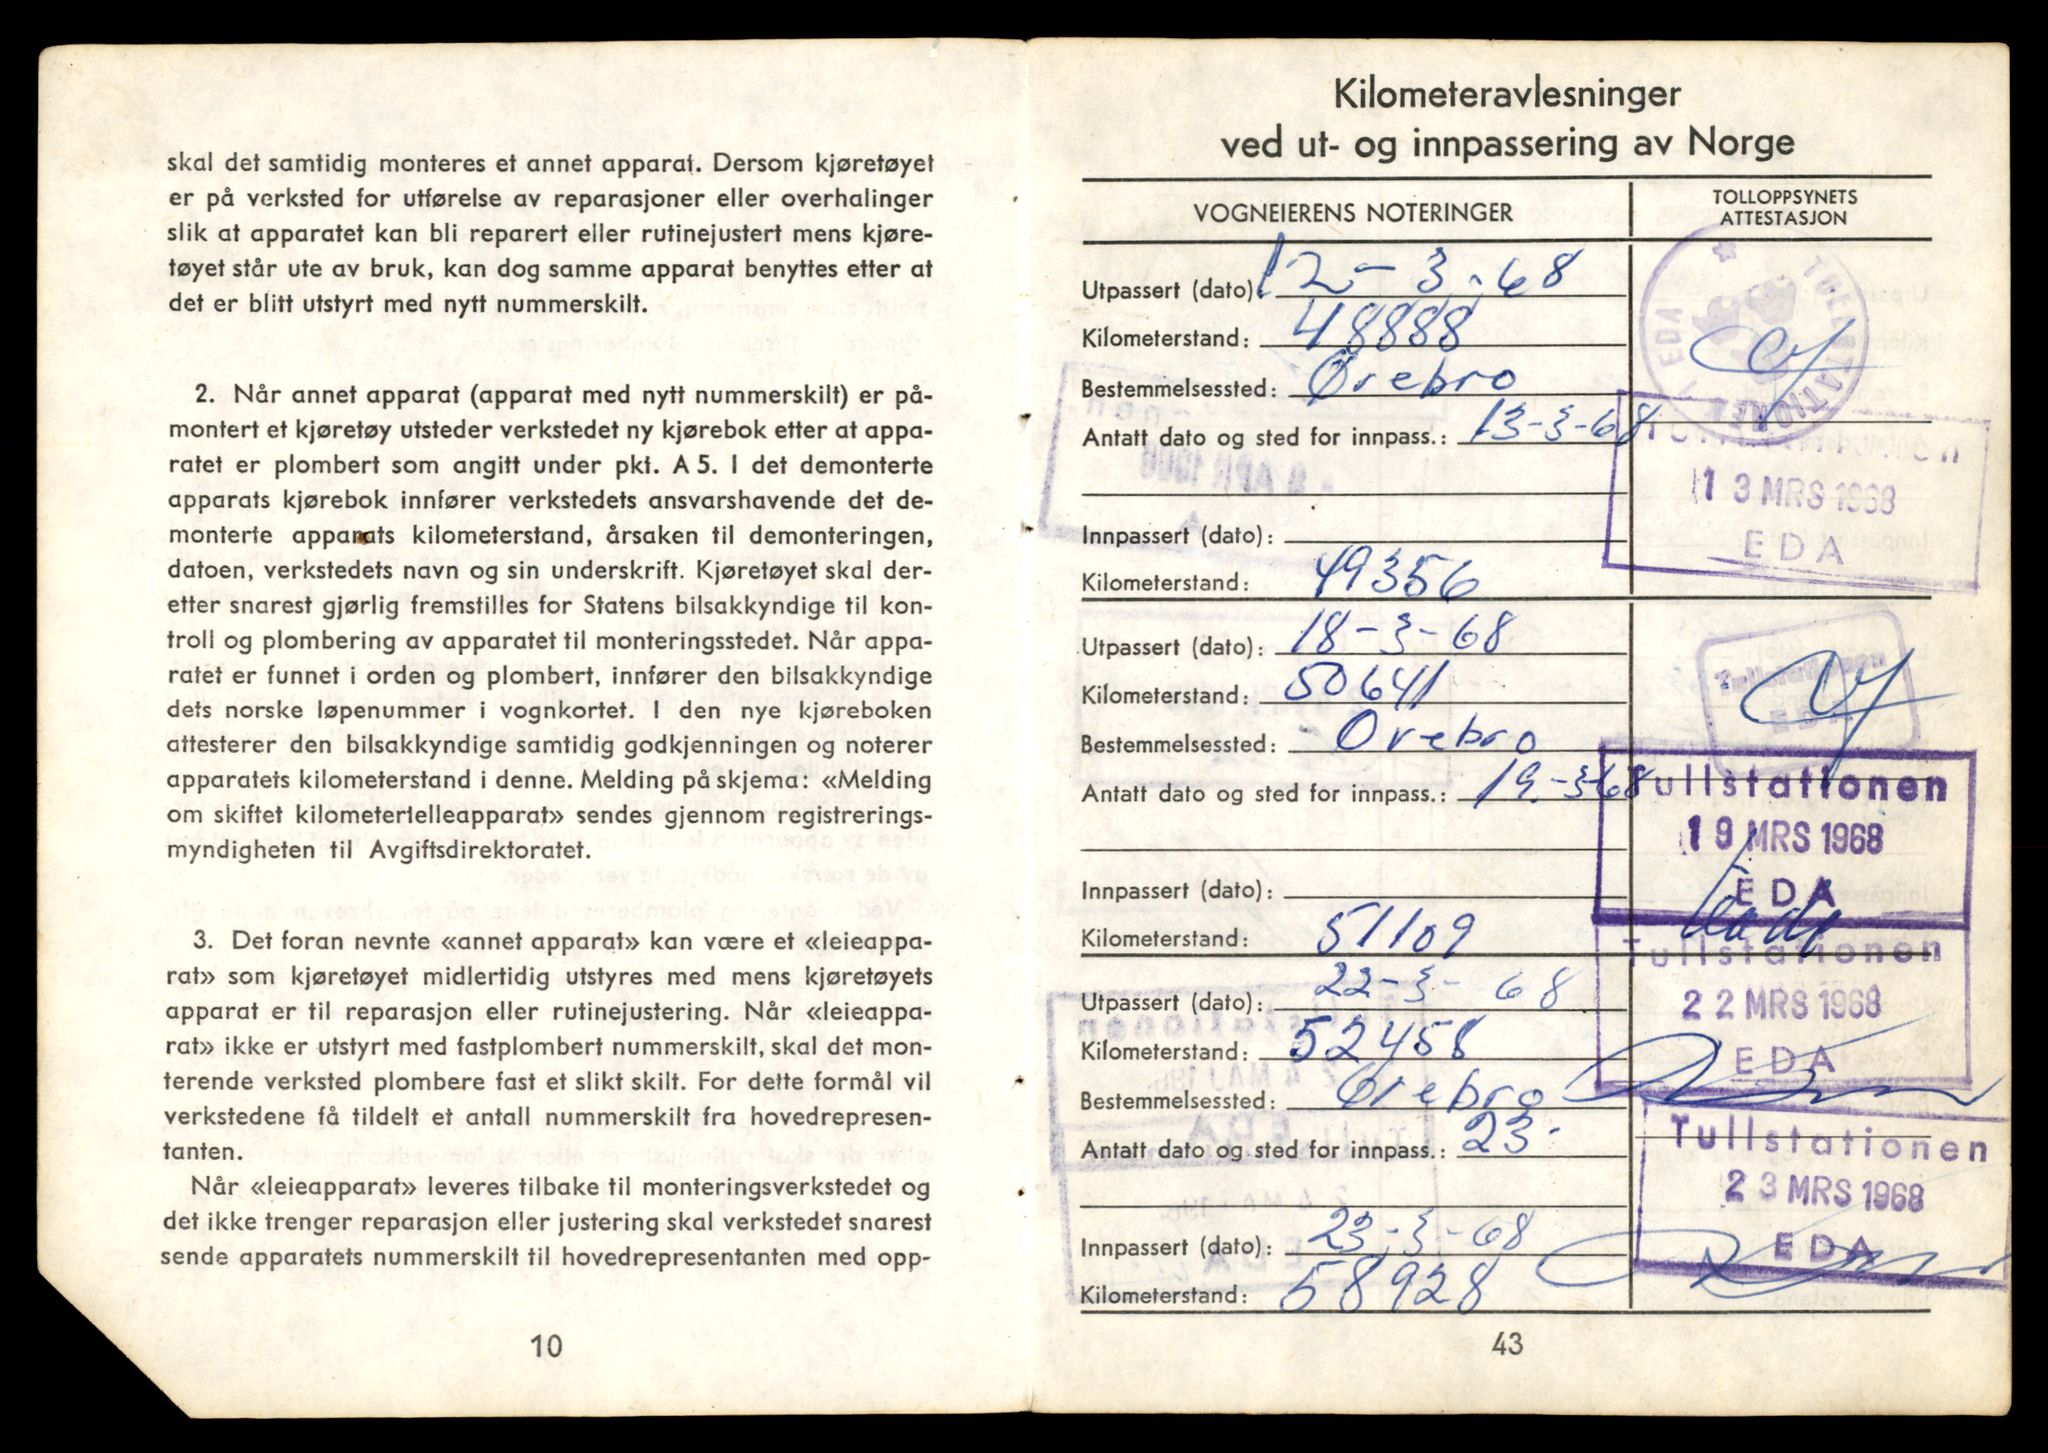 skal det samtidig monteres et annet apparat. Dersom kjøretøyet
er på verksted for utførelse av reparasjoner eller overhalinger
slik at apparatet kan bli reparert eller rutinejustert mens kjøre-
tøyet står ute av bruk, kan dog samme apparat benyttes etter at
det er blitt utstyrt med nytt nummerskilt.
2. Når annet apparat (apparat med nytt nummerskilt) er på-
montert et kjøretøy utsteder verkstedet ny kjørebok etter at appa-
ratet er plombert som angitt under pkt. A 5. I det demonterte
apparats kjørebok innfører verkstedets ansvarshavende det de-
monterte apparats kilometerstand, årsaken til demonteringen,
datoen, verkstedets navn og sin underskrift. Kjøretøyet skal der-
etter snarest gjørlig fremstilles for Statens bilsakkyndige til kon-
troll og plombering av apparatet til monteringsstedet. Når appa-
ratet er funnet i orden og plombert, innfører den bilsakkyndige
dets norske løpenummer i vognkortet. I den nye kjøreboken
attesterer den bilsakkyndige samtidig godkjenningen og noterer
apparatets kilometerstand i denne. Melding på skjema: «Melding
om skiftet kilometertelleapparat» sendes gjennom registrerings-
myndigheten til Avgiftsdirektoratet.
3. Det foran nevnte «annet apparat» kan være et «leieappa-
rat» som kjøretøyet midlertidig utstyres med mens kjøretøyets
apparat er til reparasjon eller rutinejustering. Når «leieappa-
rat» ikke er utstyrt med fastplombert nummerskilt, skal det mon-
terende verksted plombere fast et slikt skilt. For dette formål vil
verkstedene få tildelt et antall nummerskilt fra hovedrepresen-
tanten.
Når «leieapparat» leveres tilbake til monteringsverkstedet og
det ikke trenger reparasjon eller justering skal verkstedet snarest
sende apparatets nummerskilt til hovedrepresentanten med opp-
10
Kilometeravlesninger
ved ut- og innpassering av Norge
VOGNEIERENS NOTERINGER
TOLLOPPSYNETS
ATTESTASJON
Utpassert (dato): 12-3-68
Kilometerstand: 48888
Bestemmelsessted: Ørebro
Antatt dato og sted for innpass.: 13-3-68
Innpassert (dato):
Kilometerstand: 49356
TULLSTATIONEN I EDA
Tullstationen
13 MRS 1968
EDA
Utpassert (dato): 18-3-68
Kilometerstand: 50641
Bestemmelsessted: Orebro
Antatt dato og sted for innpass.: 19.-3-68
Innpassert (dato):
Kilometerstand: 51109
Tullstationen
EDA
Tullstationen
19 MRS 1968
EDA
Utpassert (dato): 22-3-68
Kilometerstand: 52458
Bestemmelsessted: Ørebro
Antatt dato og sted for innpass.: 23-
Innpassert (dato): 23-3-68
Kilometerstand: 58928
Tullstationen
22 MRS 1968
EDA
Tullstationen
23 MRS 1968
EDA
43